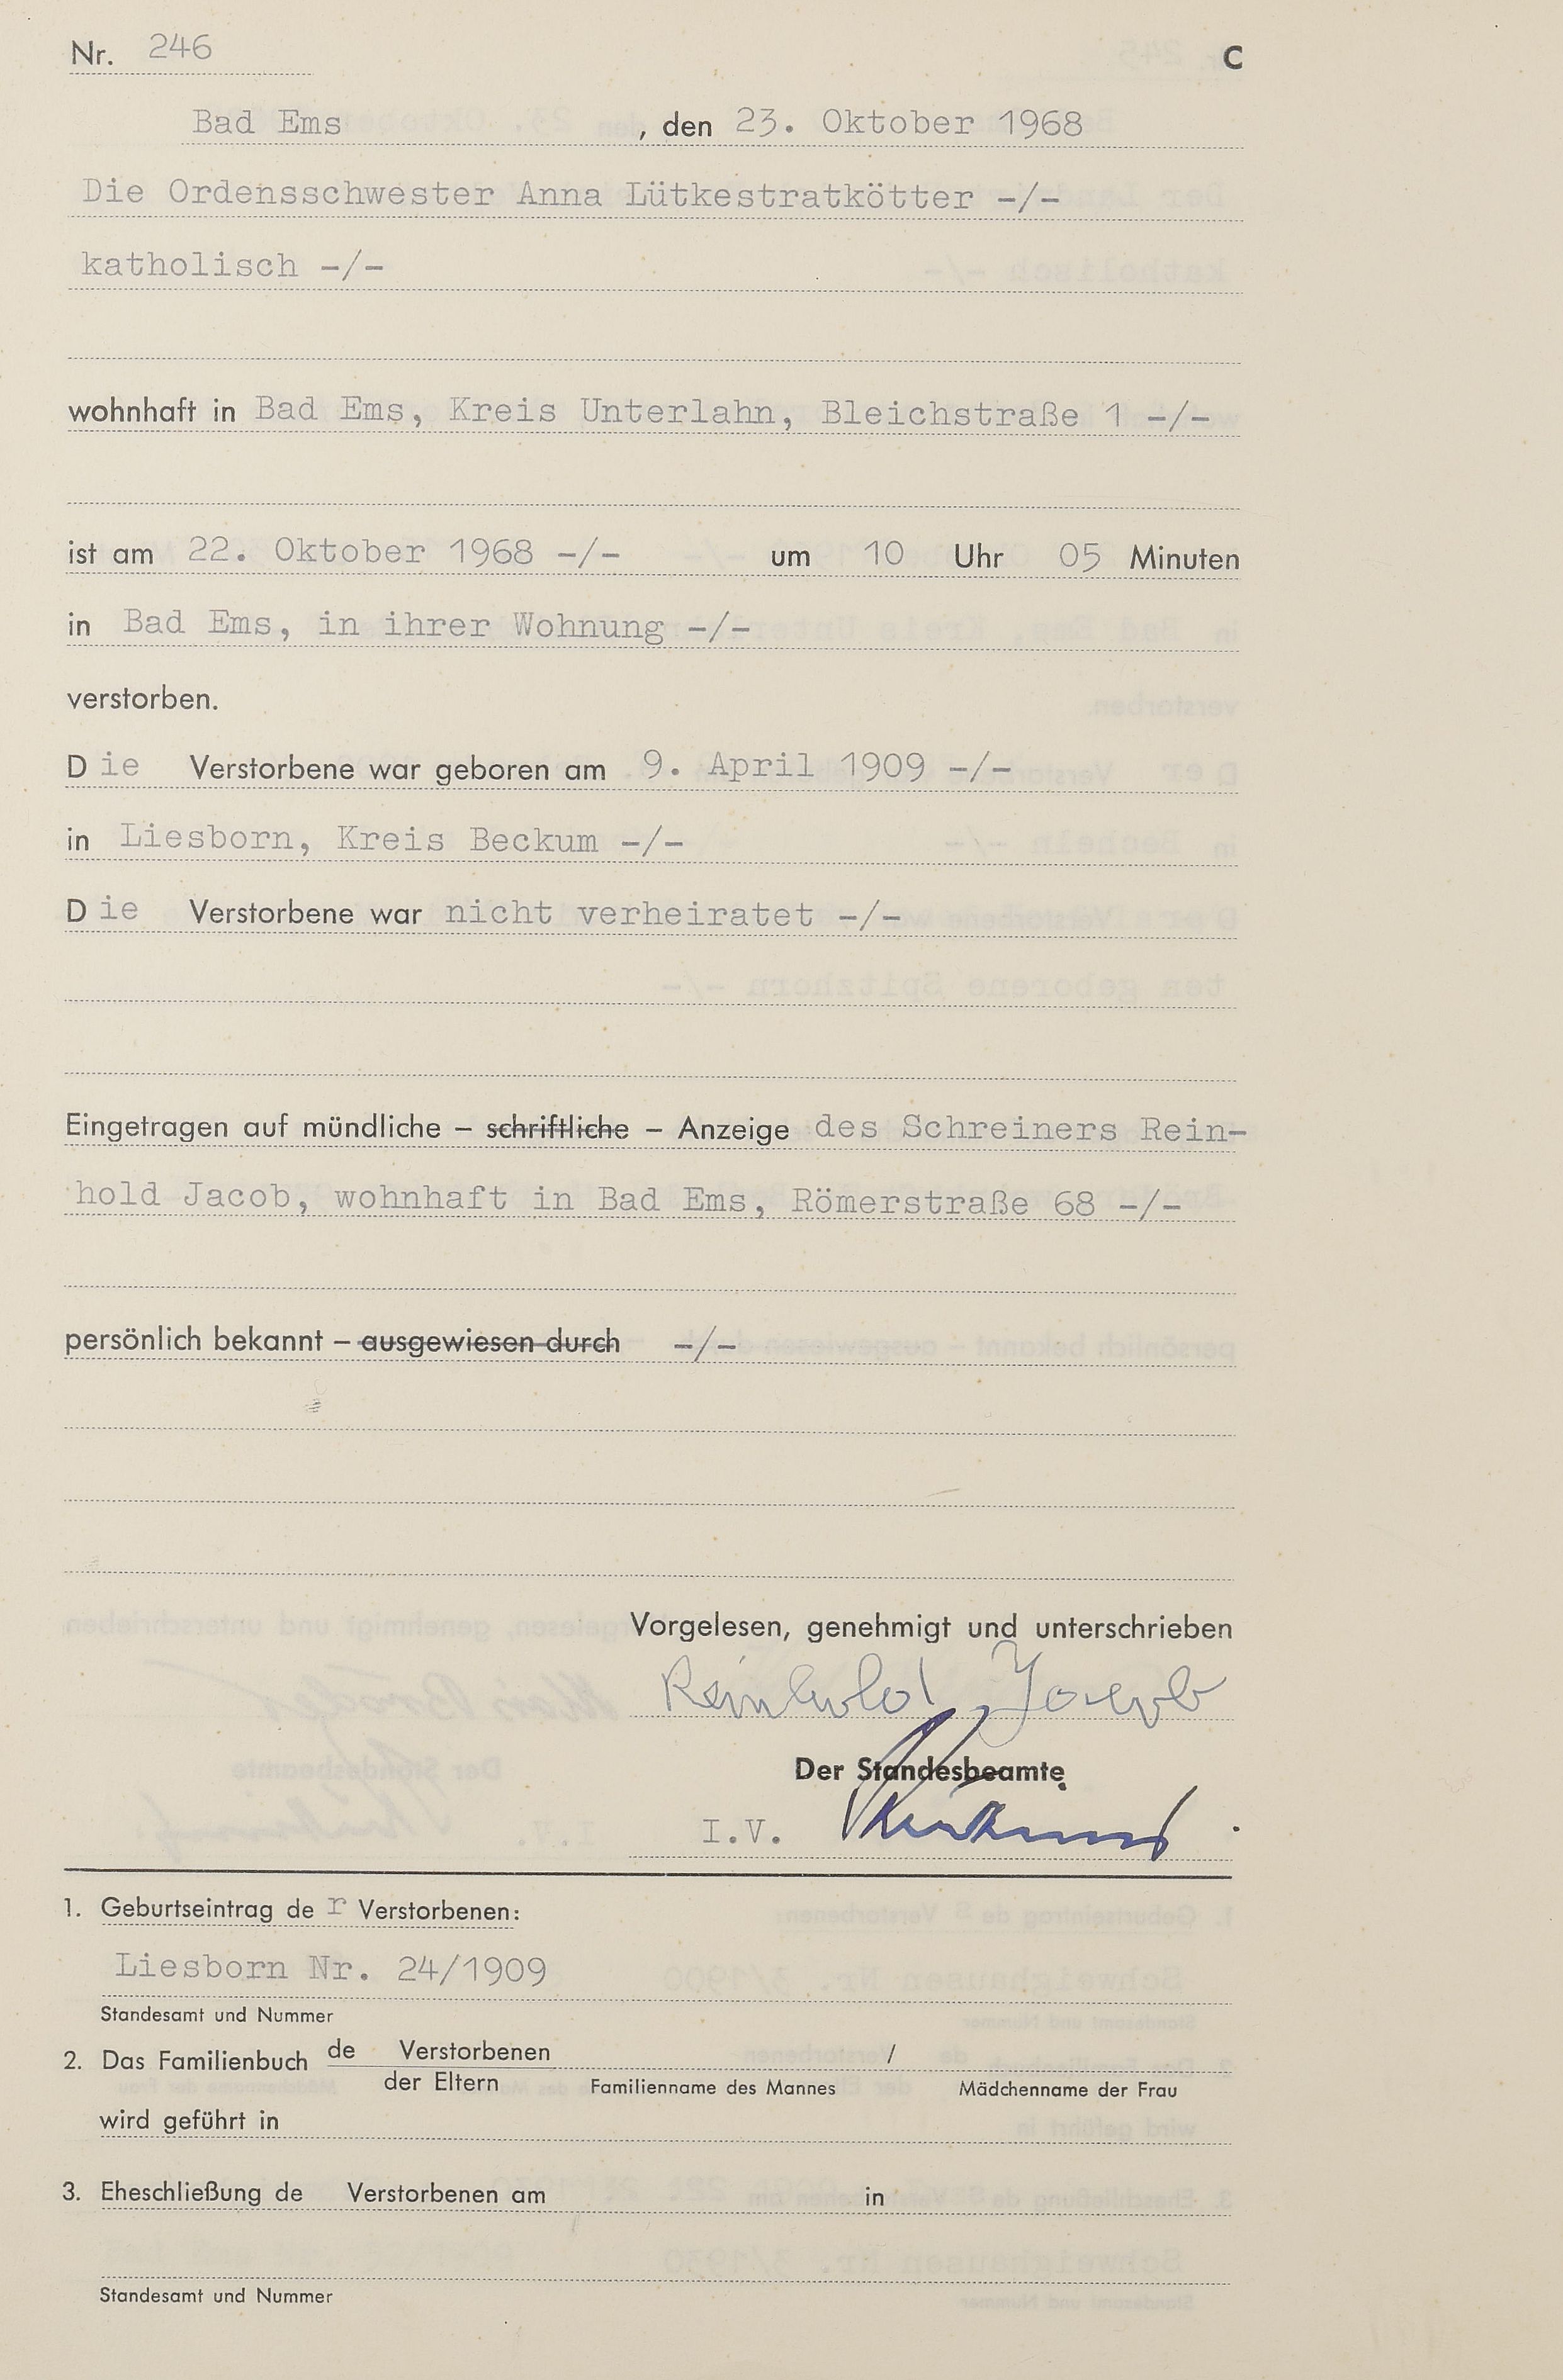 Nr. 246 C
Bad Ems , den 23. Oktober 1968
Die Ordensschwester Anna Lütkestratkötter -/-
katholisch -/-
wohnhaft in Bad Ems, Kreis Unterlahn, Bleichstraße 1 -/-
ist am 22. Oktober 1968 -/- um 10 Uhr 05 Minuten
in Bad Ems, in ihrer Wohnung -/-
verstorben.
Die Verstorbene war geboren am 9. April 1909 -/-
in Liesborn, Kreis Beckum -/-
Die Verstorbene war nicht verheiratet -/-
Eingetragen auf mündliche – schriftliche – Anzeige des Schreiners Rein-
hold Jacob, wohnhaft in Bad Ems, Römerstraße 68 -/-
persönlich bekannt – ausgewiesen durch -/-
Vorgelesen, genehmigt und unterschrieben
Reinhold Jacob
Der Standesbeamte
I.V.
1. Geburtseintrag der Verstorbenen:
Liesborn Nr. 24/1909
Standesamt und Nummer
2. Das Familienbuch de Verstorbenen /
der Eltern Familienname des Mannes Mädchenname der Frau
wird geführt in
3. Eheschließung de Verstorbenen am in
Standesamt und Nummer